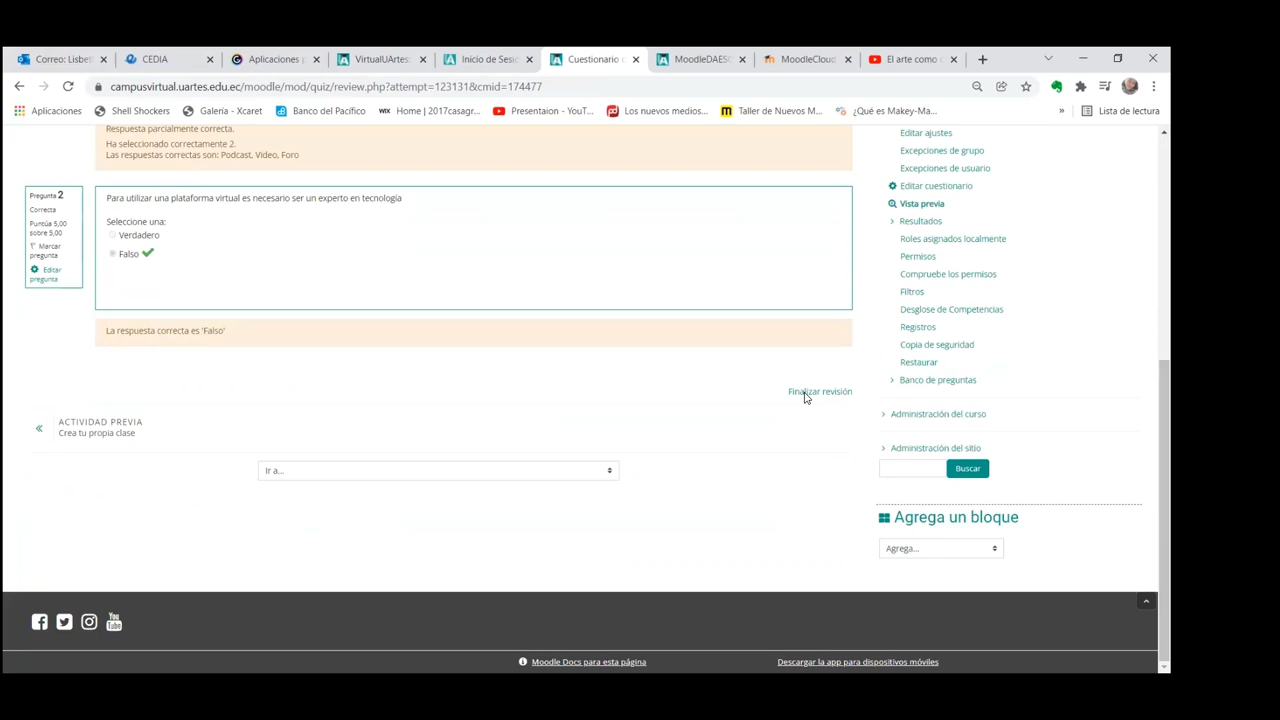 Correo: Lisbet
CEDIA
Aplicaciones
VirtualUArtes:
Inicio de Sesi
Cuestionario
MoodleDAES
MoodleCloud
El arte como
campusvirtual.uartes.edu.ec/moodle/mod/quiz/review.php?attempt=123131&cmid=174477
Aplicaciones
Shell Shockers
Galería - Xcaret
Banco del Pacífico
WIX Home | 2017casagr...
Presentaion - YouT...
Los nuevos medios...
Taller de Nuevos M...
¿Qué es Makey-Ma...
»
Lista de lectura
Respuesta parcialmente correcta.
Ha seleccionado correctamente 2.
Las respuestas correctas son: Podcast, Video, Foro
Pregunta 2
Correcta
Puntúa 5,00
sobre 5,00
Marcar
pregunta
Editar
pregunta
Para utilizar una plataforma virtual es necesario ser un experto en tecnología
Seleccione una:
Verdadero
Falso
La respuesta correcta es 'Falso'
Finalizar revisión
ACTIVIDAD PREVIA
Crea tu propia clase
Ir a...
Editar ajustes
Excepciones de grupo
Excepciones de usuario
Editar cuestionario
Vista previa
Resultados
Roles asignados localmente
Permisos
Compruebe los permisos
Filtros
Desglose de Competencias
Registros
Copia de seguridad
Restaurar
Banco de preguntas
Administración del curso
Administración del sitio
Buscar
Agrega un bloque
Agrega...
You
Tube
Moodle Docs para esta página
Descargar la app para dispositivos móviles